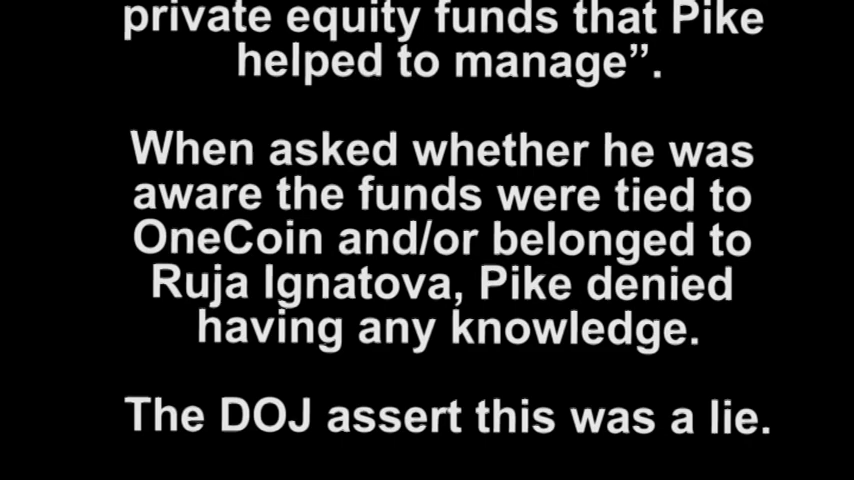 private equity funds that Pike
helped to manage”.
When asked whether he was
aware the funds were tied to
OneCoin and/or belonged to
Ruja Ignatova, Pike denied
having any knowledge.
The DOJ assert this was a lie.